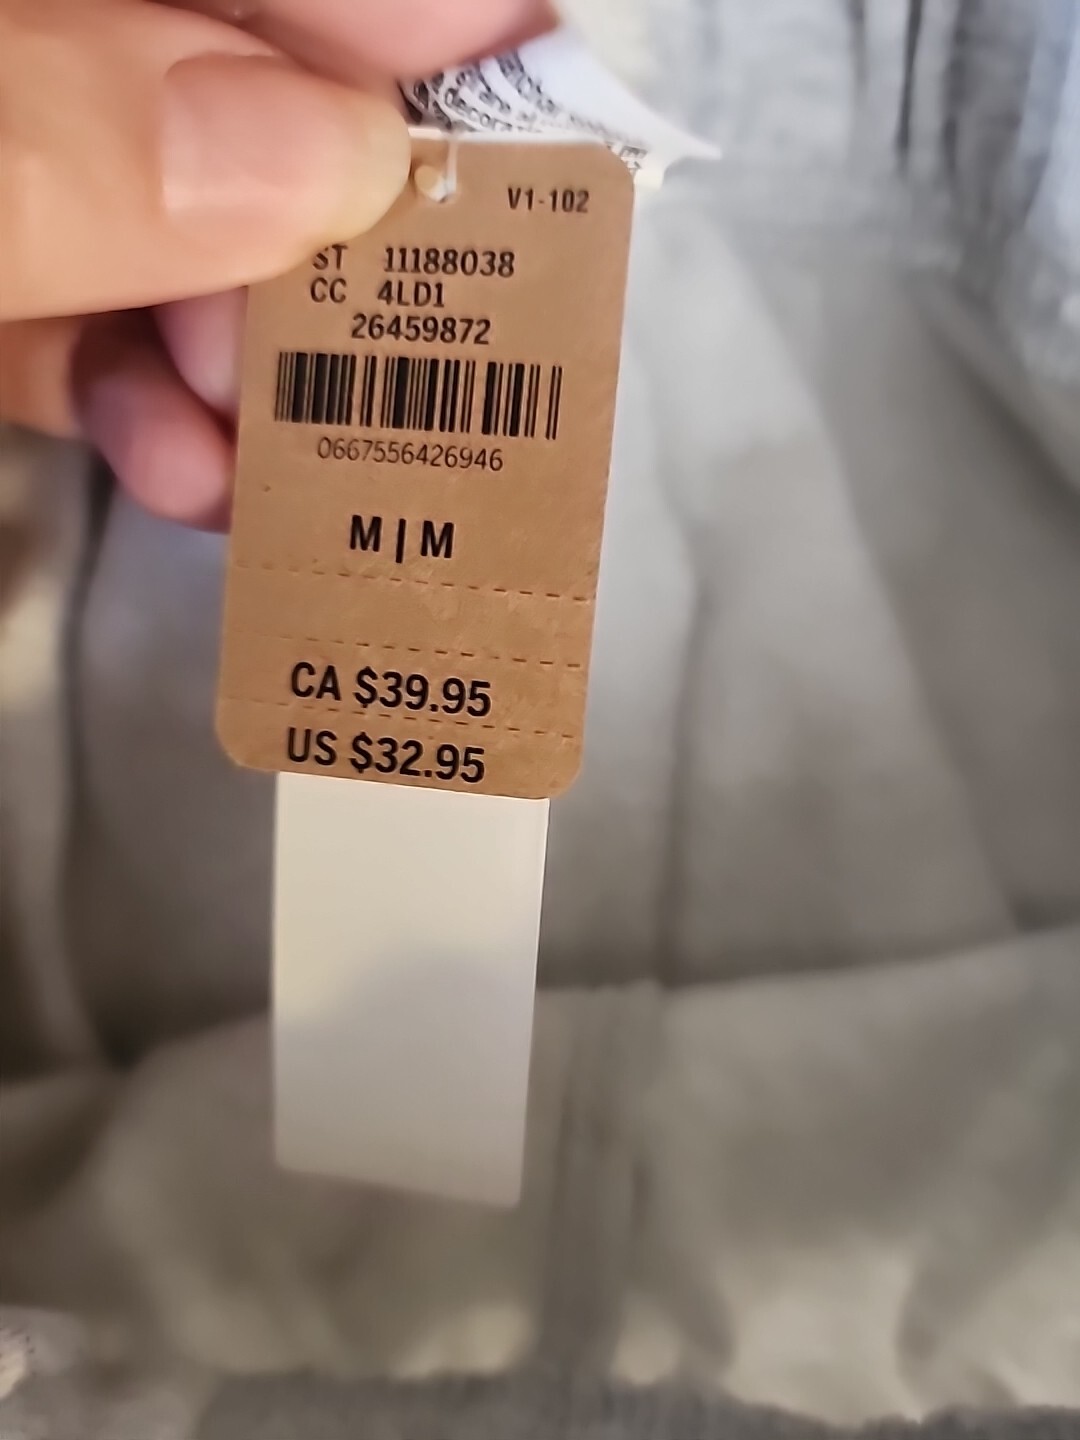 V1-102
ST 11188038
CC 4LD1
26459872
0667556426946
M | M
CA $39.95
US $32.95